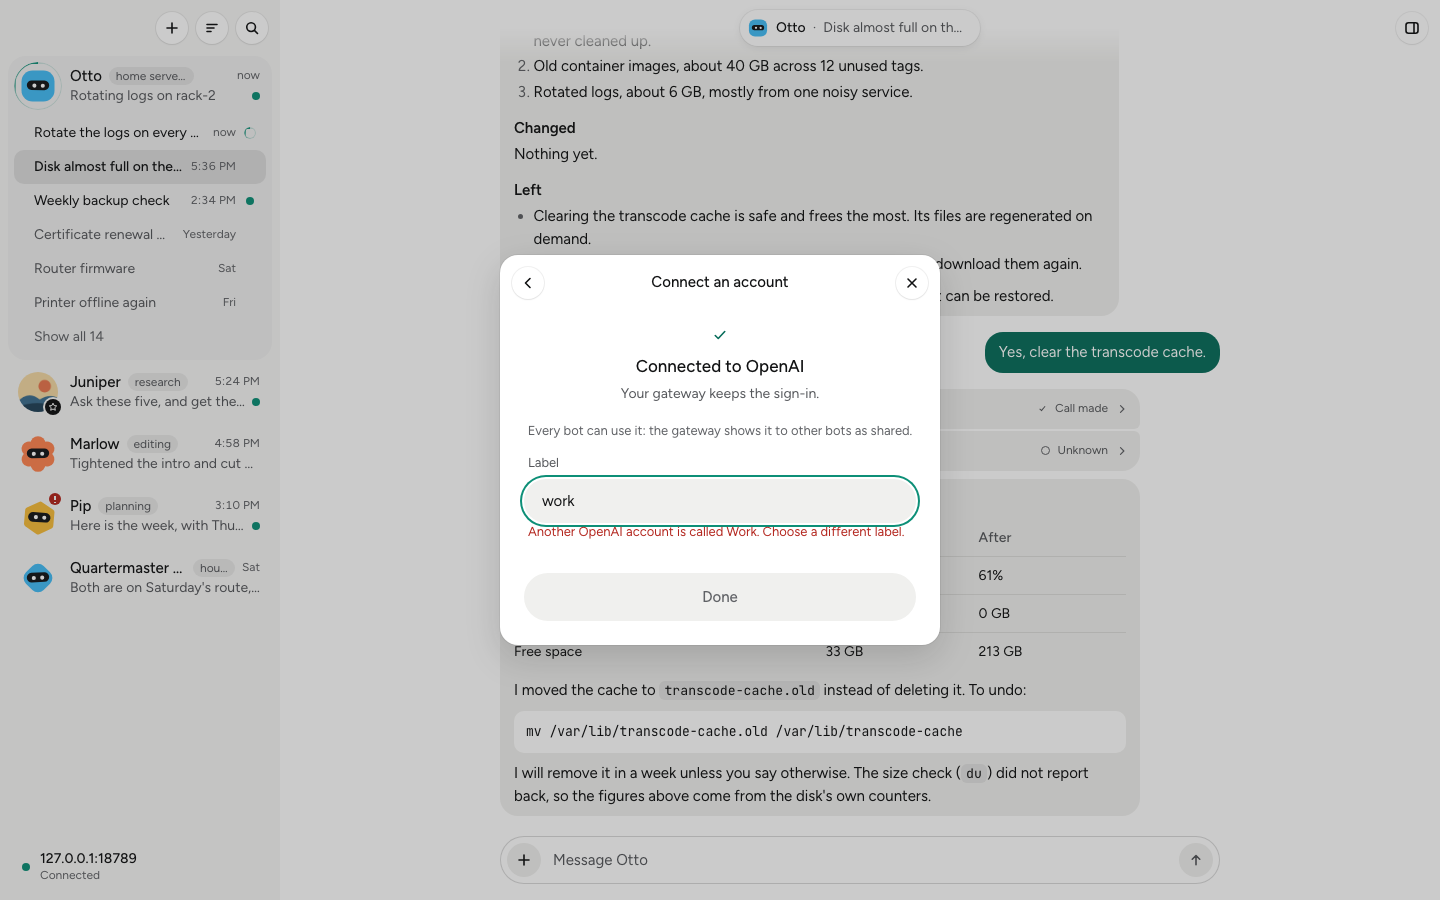 Otto home serve... now
Rotating logs on rack-2
Rotate the logs on every ... now
Disk almost full on the... 5:36 PM
Weekly backup check 2:34 PM
Certificate renewal ... Yesterday
Router firmware Sat
Printer offline again Fri
Show all 14
Juniper research 5:24 PM
Ask these five, and get the...
Marlow editing 4:58 PM
Tightened the intro and cut ...
Pip planning 3:10 PM
Here is the week, with Thu...
Quartermaster ... hou... Sat
Both are on Saturday's route,...
127.0.0.1:18789
Connected
Otto · Disk almost full on th...
never cleaned up.
2. Old container images, about 40 GB across 12 unused tags.
3. Rotated logs, about 6 GB, mostly from one noisy service.
Changed
Nothing yet.
Left
• Clearing the transcode cache is safe and frees the most. Its files are regenerated on
demand.
download them again.
can be restored.
Yes, clear the transcode cache.
Call made
Unknown
Connect an account
Connected to OpenAI
Your gateway keeps the sign-in.
Every bot can use it: the gateway shows it to other bots as shared.
Label
work
Another OpenAI account is called Work. Choose a different label.
Done
After
61%
0 GB
Free space 33 GB 213 GB
I moved the cache to transcode-cache.old instead of deleting it. To undo:
mv /var/lib/transcode-cache.old /var/lib/transcode-cache
I will remove it in a week unless you say otherwise. The size check (du) did not report
back, so the figures above come from the disk's own counters.
Message Otto